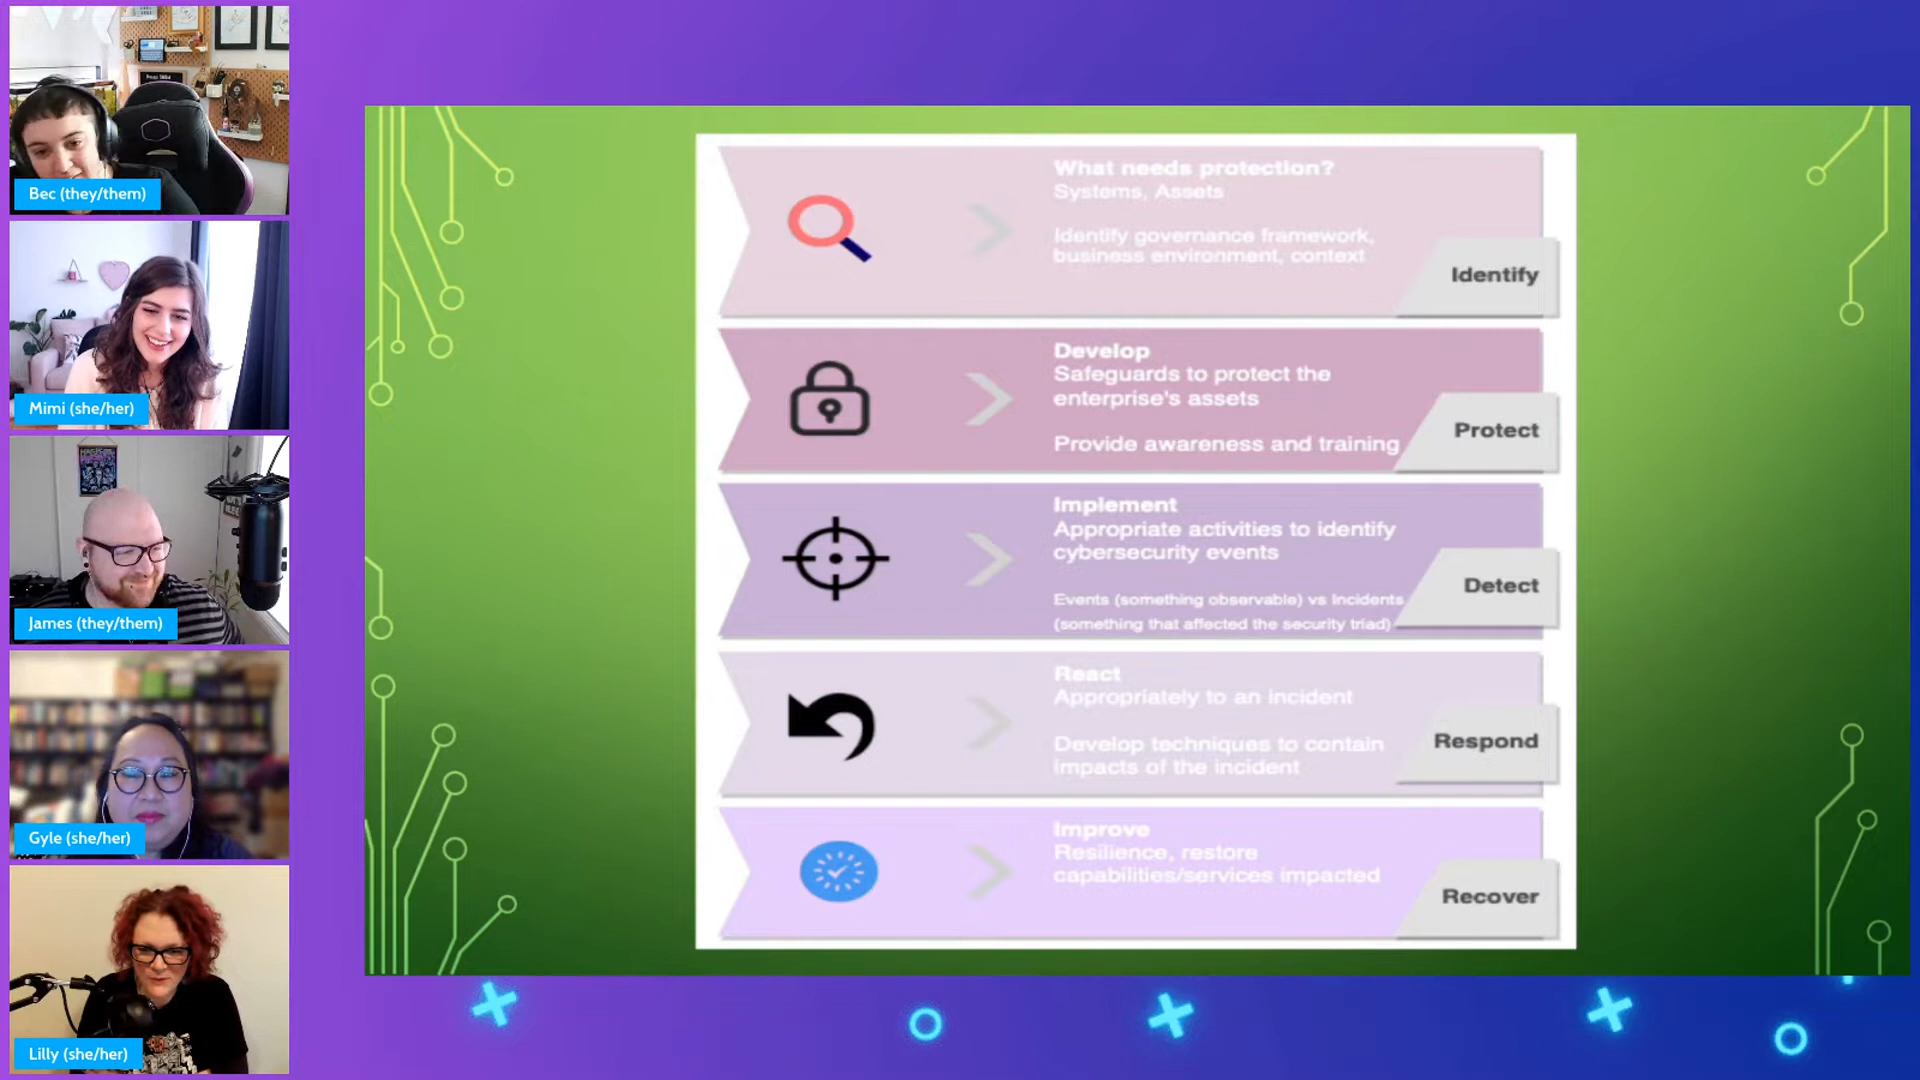 Bec (they/them)
Mimi (she/her)
James (they/them)
Gyle (she/her)
Lilly (she/her)
What needs protection?
Systems, Assets
Identify governance framework,
business environment, context
Identify
Develop
Safeguards to protect the
enterprise's assets
Provide awareness and training
Protect
Implement
Appropriate activities to identify
cybersecurity events
Events (something observable) vs Incidents
(something that affected the security triad)
Detect
React
Appropriately to an incident
Develop techniques to contain
impacts of the incident
Respond
Improve
Resilience, restore
capabilities/services impacted
Recover